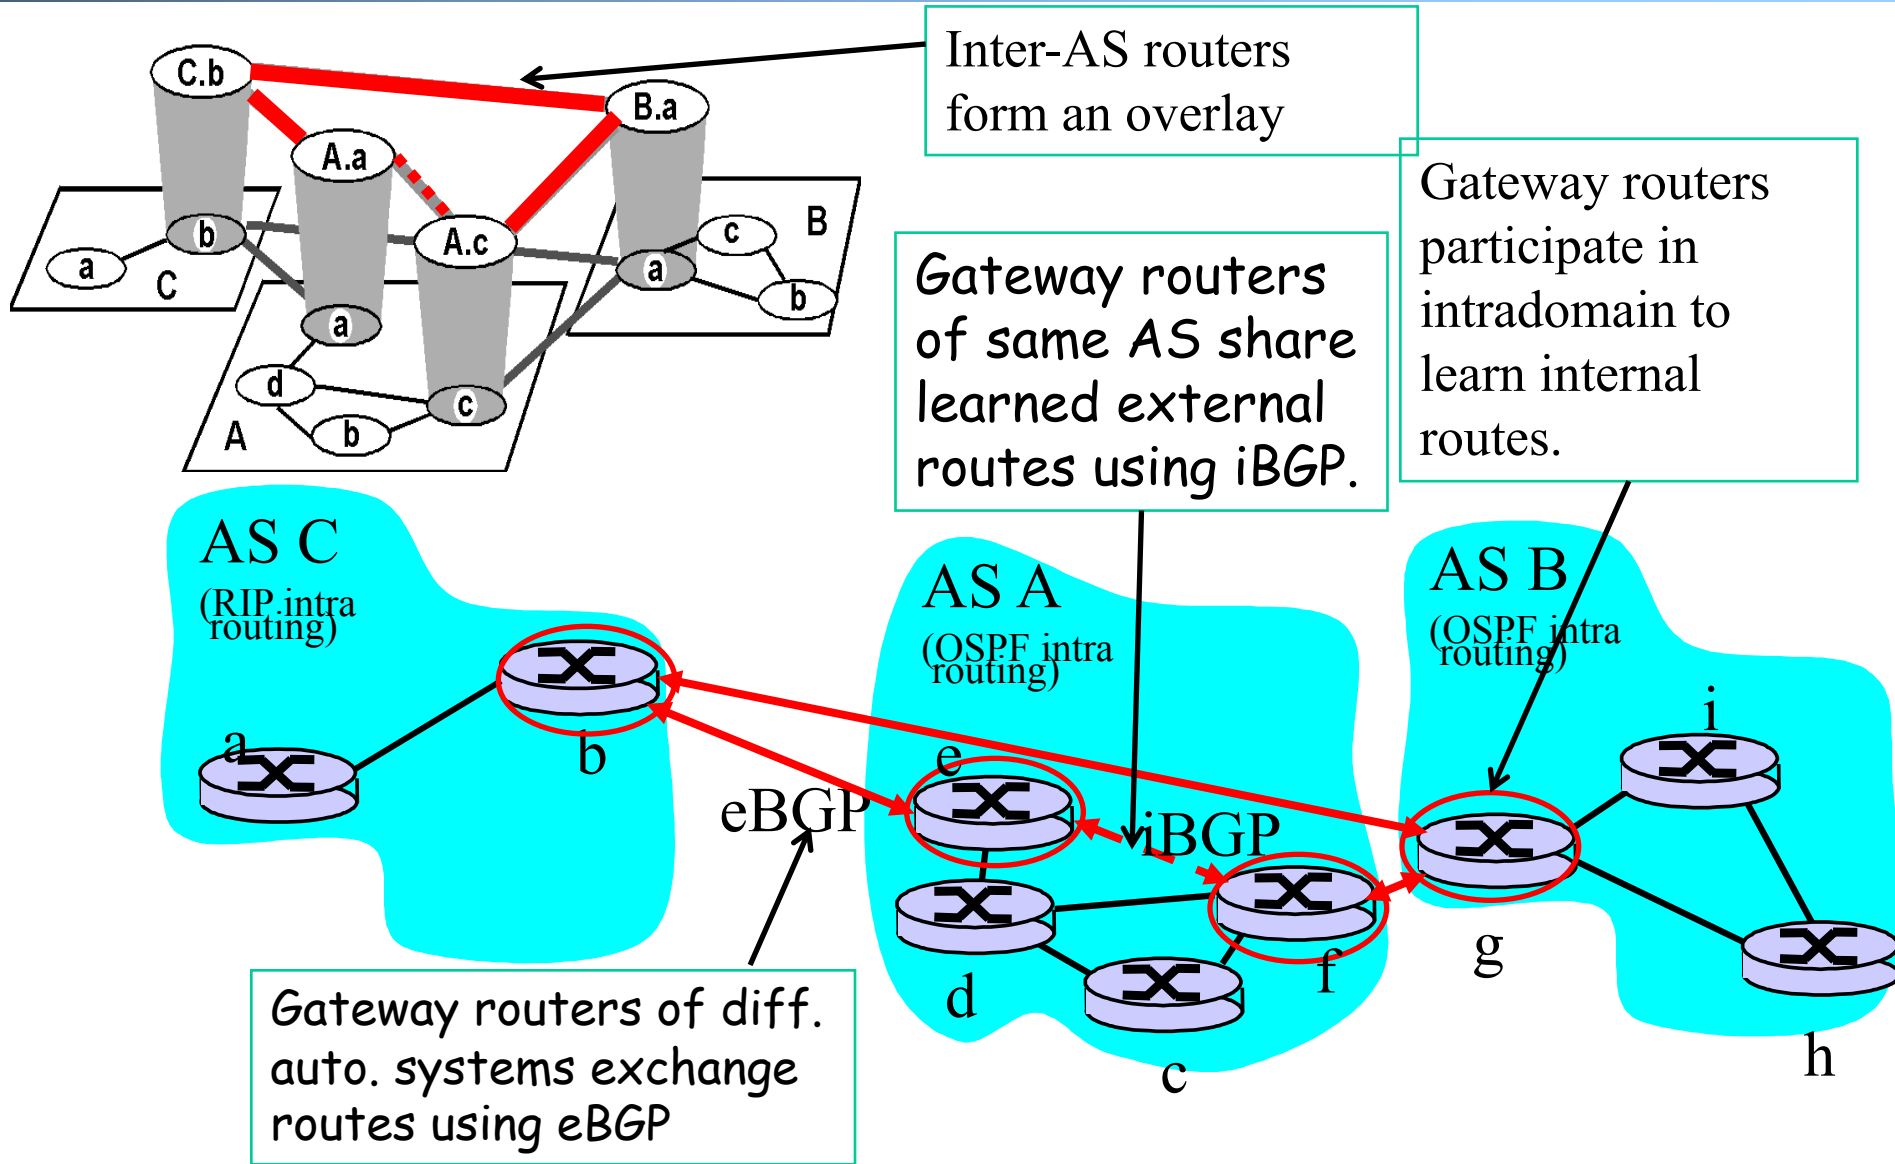 Inter-AS routers
form an overlay
C.b
B.a
A.a
A.c
b
a
C
a
c
B
a
b
d
c
b
A
Gateway routers
participate in
intradomain to
learn internal
routes.
Gateway routers
of same AS share
learned external
routes using iBGP.
AS C
(RIP intra
routing)
AS A
(OSPF intra
routing)
AS B
(OSPF intra
routing)
a
b
e
eBGP
iBGP
i
d
f
g
c
h
Gateway routers of diff.
auto. systems exchange
routes using eBGP